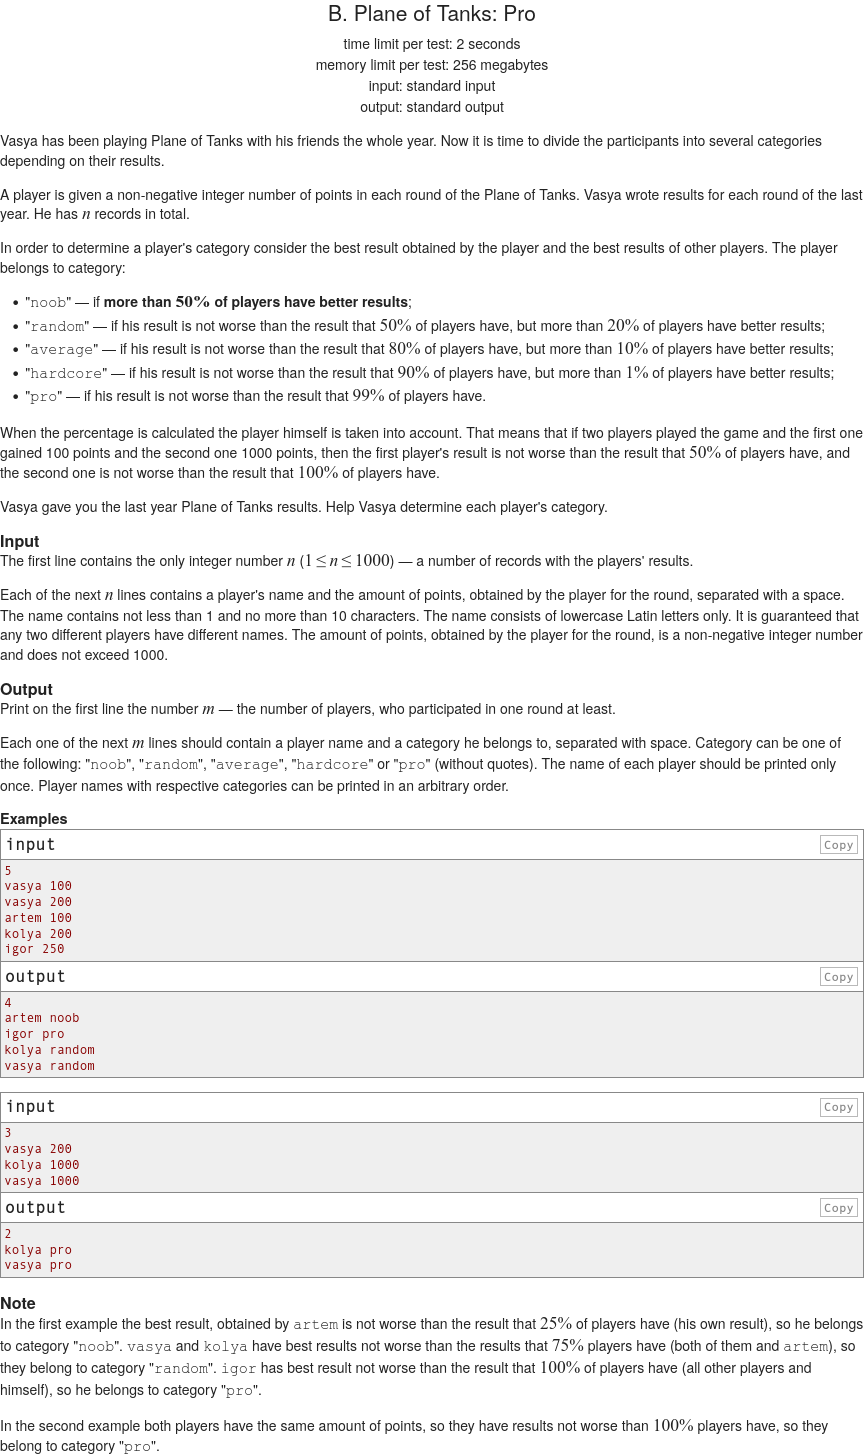 B. Plane of Tanks: Pro
time limit per test: 2 seconds
memory limit per test: 256 megabytes
input: standard input
output: standard output
Vasya has been playing Plane of Tanks with his friends the whole year. Now it is time to divide the participants into several categories
depending on their results.
A player is given a non-negative integer number of points in each round of the Plane of Tanks. Vasya wrote results for each round of the last
year. He has n records in total.
In order to determine a player's category consider the best result obtained by the player and the best results of other players. The player
belongs to category:
• "noob" — if more than 50% of players have better results;
• "random" — if his result is not worse than the result that 50% of players have, but more than 20% of players have better results;
• "average" — if his result is not worse than the result that 80% of players have, but more than 10% of players have better results;
• "hardcore" — if his result is not worse than the result that 90% of players have, but more than 1% of players have better results;
• "pro" — if his result is not worse than the result that 99% of players have.
When the percentage is calculated the player himself is taken into account. That means that if two players played the game and the first one
gained 100 points and the second one 1000 points, then the first player's result is not worse than the result that 50% of players have, and
the second one is not worse than the result that 100% of players have.
Vasya gave you the last year Plane of Tanks results. Help Vasya determine each player's category.
Input
The first line contains the only integer number n (1 ≤ n ≤ 1000) — a number of records with the players' results.
Each of the next n lines contains a player's name and the amount of points, obtained by the player for the round, separated with a space.
The name contains not less than 1 and no more than 10 characters. The name consists of lowercase Latin letters only. It is guaranteed that
any two different players have different names. The amount of points, obtained by the player for the round, is a non-negative integer number
and does not exceed 1000.
Output
Print on the first line the number m — the number of players, who participated in one round at least.
Each one of the next m lines should contain a player name and a category he belongs to, separated with space. Category can be one of
the following: "noob", "random", "average", "hardcore" or "pro" (without quotes). The name of each player should be printed only
once. Player names with respective categories can be printed in an arbitrary order.
Examples
input Copy
5
vasya 100
vasya 200
artem 100
kolya 200
igor 250
output Copy
4
artem noob
igor pro
kolya random
vasya random
input Copy
3
vasya 200
kolya 1000
vasya 1000
output Copy
2
kolya pro
vasya pro
Note
In the first example the best result, obtained by artem is not worse than the result that 25% of players have (his own result), so he belongs
to category "noob". vasya and kolya have best results not worse than the results that 75% players have (both of them and artem), so
they belong to category "random". igor has best result not worse than the result that 100% of players have (all other players and
himself), so he belongs to category "pro".
In the second example both players have the same amount of points, so they have results not worse than 100% players have, so they
belong to category "pro".